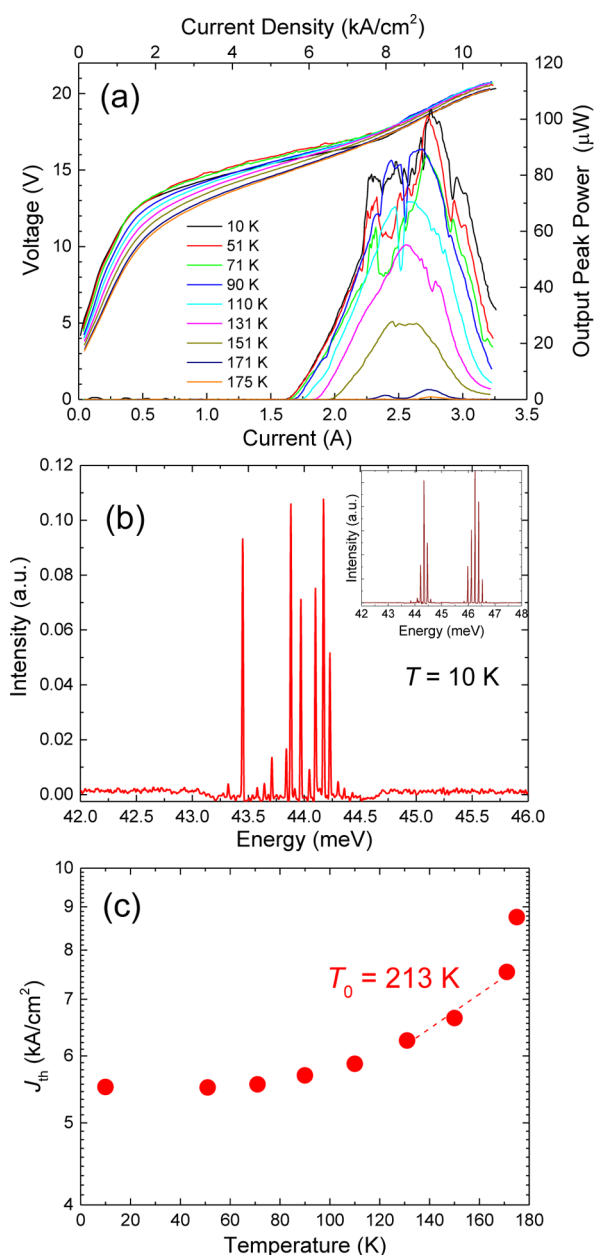 Current Density (kA/cm²)
0 2 4 6 8 10
(a)
Voltage (V)
20
15
10
5
0
120
100
80
60
40
20
0
Output Peak Power (µW)
10 K
51 K
71 K
90 K
110 K
131 K
151 K
171 K
175 K
0.0 0.5 1.0 1.5 2.0 2.5 3.0 3.5
Current (A)
(b)
Intensity (a.u.)
0.12
0.10
0.08
0.06
0.04
0.02
0.00
Intensity (a.u.)
42 43 44 45 46 47 48
Energy (meV)
T = 10 K
42.0 42.5 43.0 43.5 44.0 44.5 45.0 45.5 46.0
Energy (meV)
(c)
J_th (kA/cm²)
10
9
8
7
6
5
4
T₀ = 213 K
0 20 40 60 80 100 120 140 160 180
Temperature (K)